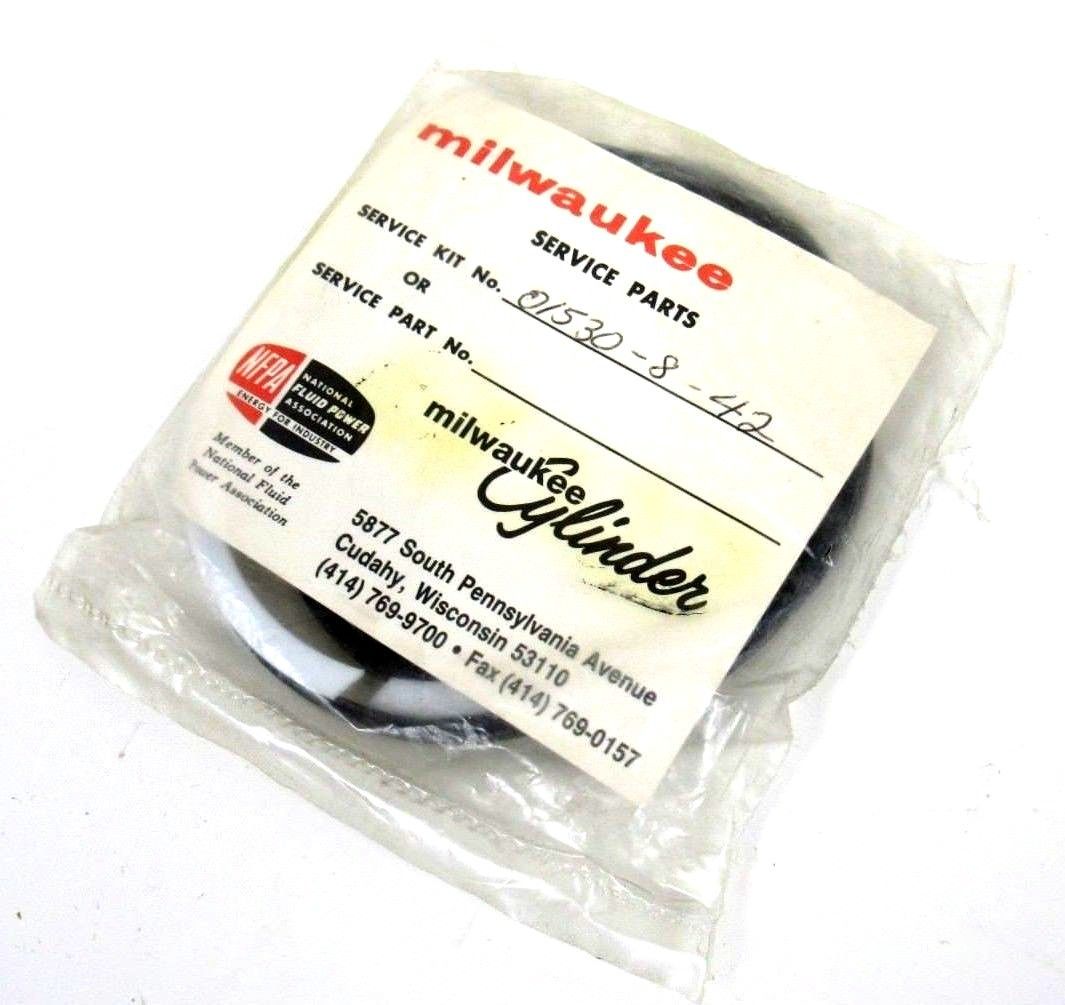 milwaukee
SERVICE PARTS
SERVICE KIT No. 01530-8-42
OR
SERVICE PART No.
NFPA
NATIONAL
FLUID POWER
ASSOCIATION
ENERGY FOR INDUSTRY
Member of the
National Fluid
Power Association
milwaukee
Cylinder
5877 South Pennsylvania Avenue
Cudahy, Wisconsin 53110
(414) 769-9700 • Fax (414) 769-0157